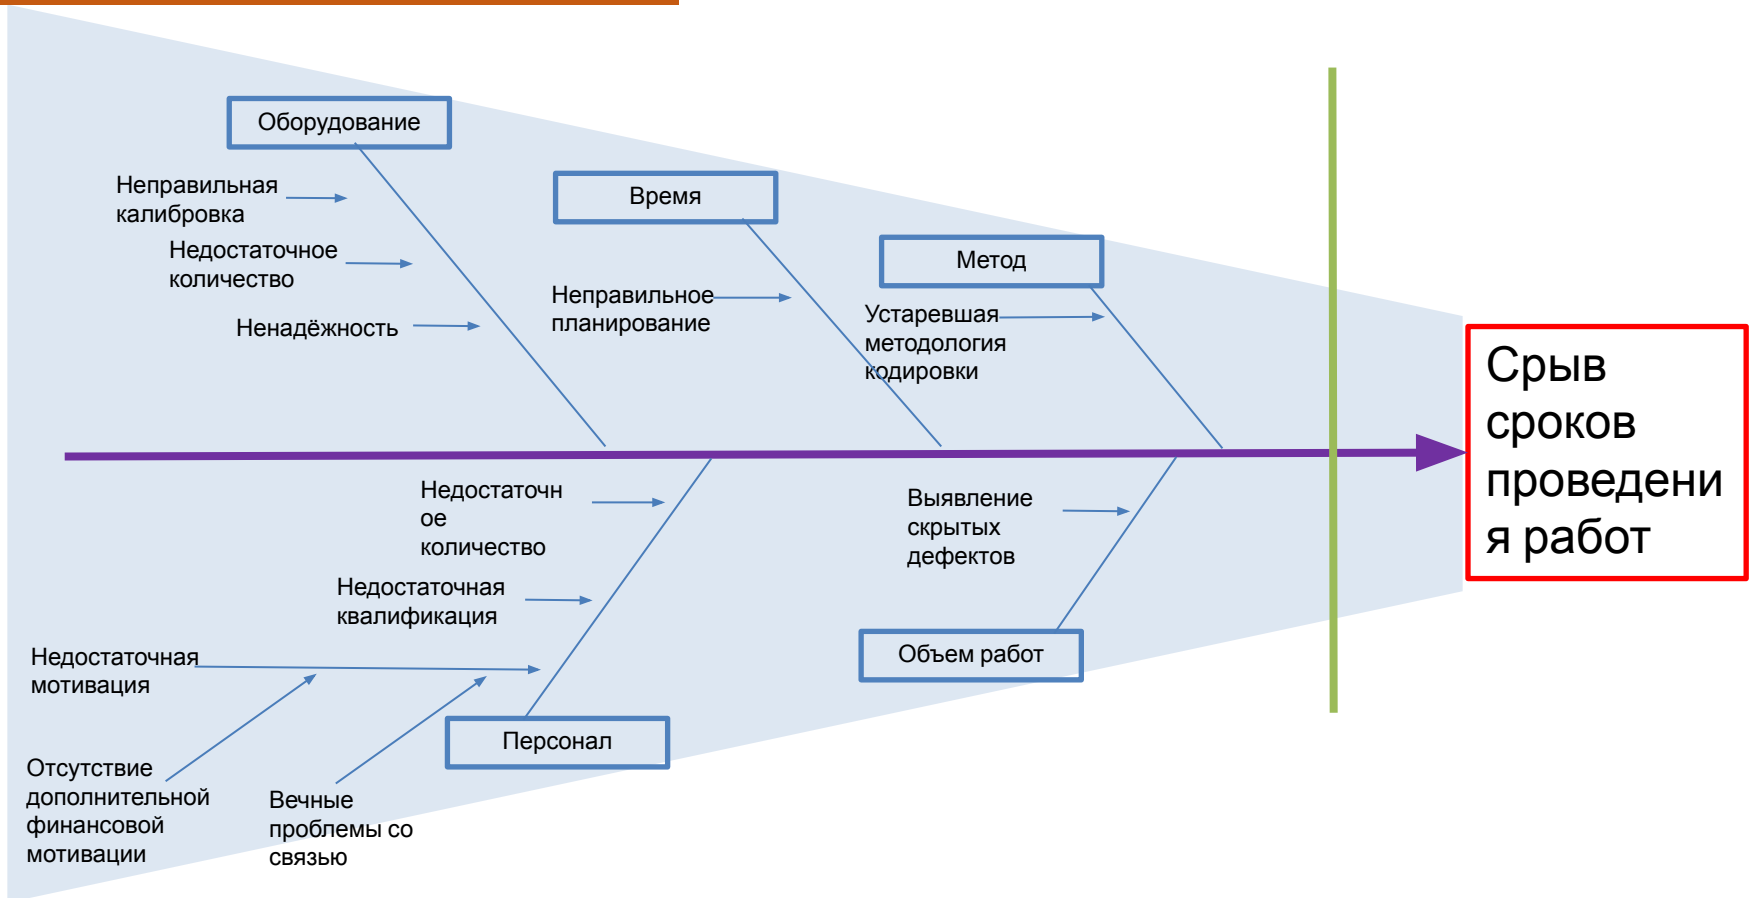 Оборудование
Неправильная
калибровка
Недостаточное
количество
Ненадёжность
Время
Неправильное
планирование
Метод
Устаревшая
методология
кодировки
Срыв
сроков
проведени
я работ
Недостаточн
ое
количество
Недостаточная
квалификация
Недостаточная
мотивация
Отсутствие
дополнительной
финансовой
мотивации
Вечные
проблемы со
связью
Персонал
Выявление
скрытых
дефектов
Объем работ